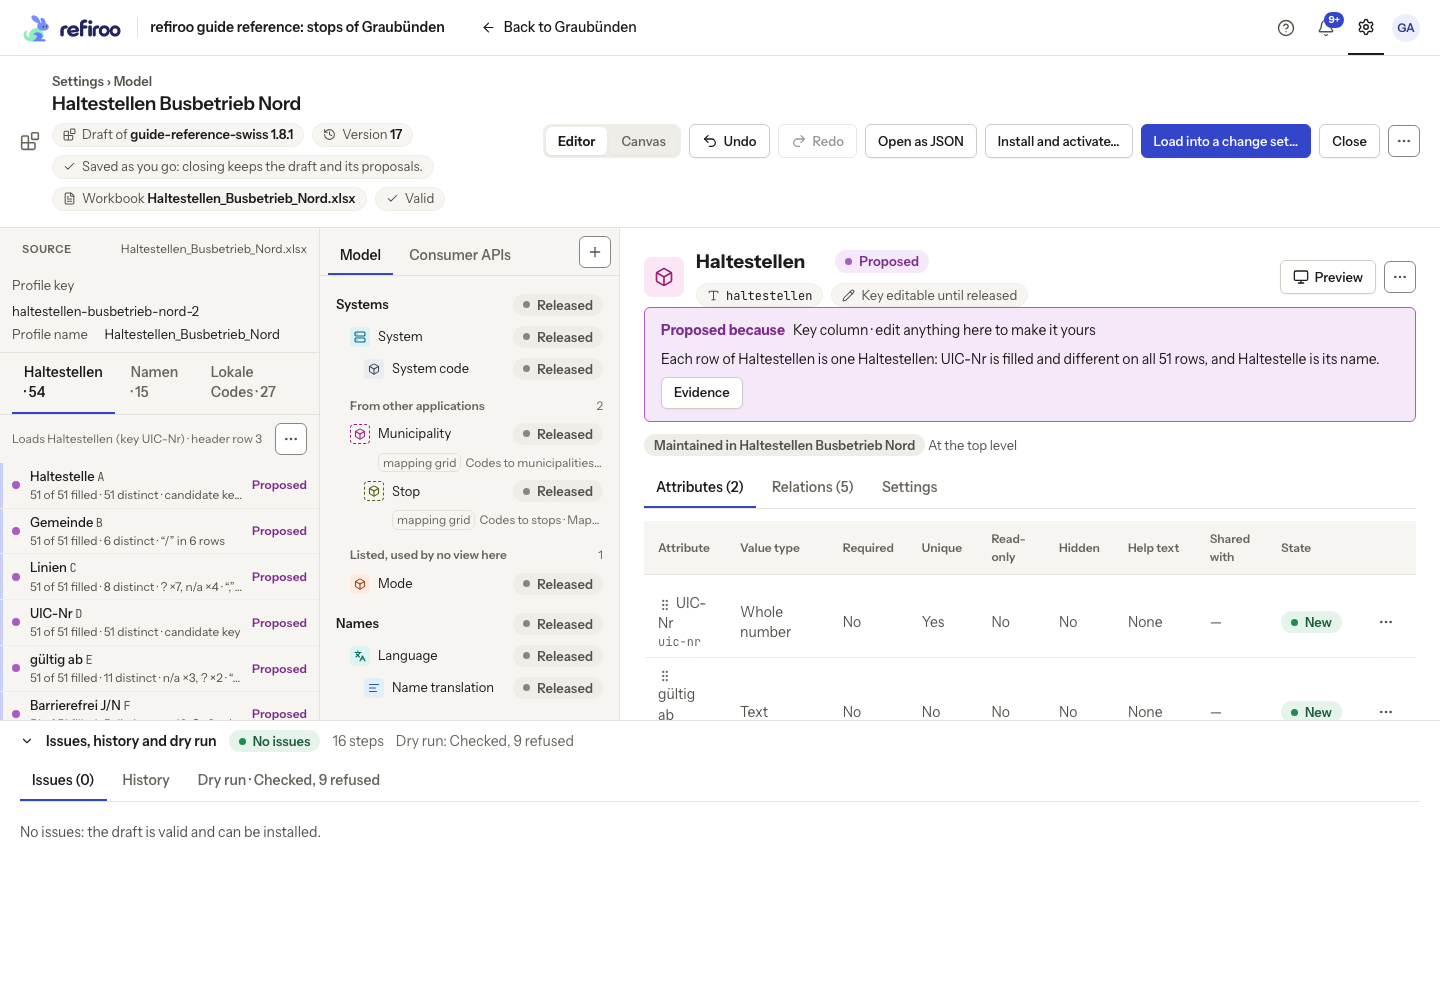 refiroo
refiroo guide reference: stops of Graubünden
Back to Graubünden
9+
GA
Settings › Model
Haltestellen Busbetrieb Nord
Draft of guide-reference-swiss 1.8.1
Version 17
Saved as you go: closing keeps the draft and its proposals.
Workbook Haltestellen_Busbetrieb_Nord.xlsx
Valid
Editor
Canvas
Undo
Redo
Open as JSON
Install and activate...
Load into a change set...
Close
SOURCE
Haltestellen_Busbetrieb_Nord.xlsx
Profile key
haltestellen-busbetrieb-nord-2
Profile name
Haltestellen_Busbetrieb_Nord
Haltestellen
· 54
Namen
· 15
Lokale
Codes · 27
Loads Haltestellen (key UIC-Nr) · header row 3
Haltestelle A
51 of 51 filled · 51 distinct · candidate ke...
Proposed
Gemeinde B
51 of 51 filled · 6 distinct · “/” in 6 rows
Proposed
Linien C
51 of 51 filled · 8 distinct · ? ×7, n/a ×4 · “,”...
Proposed
UIC-Nr D
51 of 51 filled · 51 distinct · candidate key
Proposed
gültig ab E
51 of 51 filled · 11 distinct · n/a ×3, ? ×2 · “...
Proposed
Barrierefrei J/N F
Proposed
Model
Consumer APIs
Systems
Released
System
Released
System code
Released
From other applications
2
Municipality
Released
mapping grid
Codes to municipalities...
Stop
Released
mapping grid
Codes to stops · Map...
Listed, used by no view here
1
Mode
Released
Names
Released
Language
Released
Name translation
Released
Haltestellen
Proposed
haltestellen
Key editable until released
Preview
Proposed because
Key column · edit anything here to make it yours
Each row of Haltestellen is one Haltestellen: UIC-Nr is filled and different on all 51 rows, and Haltestelle is its name.
Evidence
Maintained in Haltestellen Busbetrieb Nord
At the top level
Attributes (2)
Relations (5)
Settings
Attribute
Value type
Required
Unique
Read-
only
Hidden
Help text
Shared
with
State
UIC-
Nr
uic-nr
Whole
number
No
Yes
No
No
None
—
New
gültig
ab
Text
No
No
No
No
None
—
New
Issues, history and dry run
No issues
16 steps
Dry run: Checked, 9 refused
Issues (0)
History
Dry run · Checked, 9 refused
No issues: the draft is valid and can be installed.